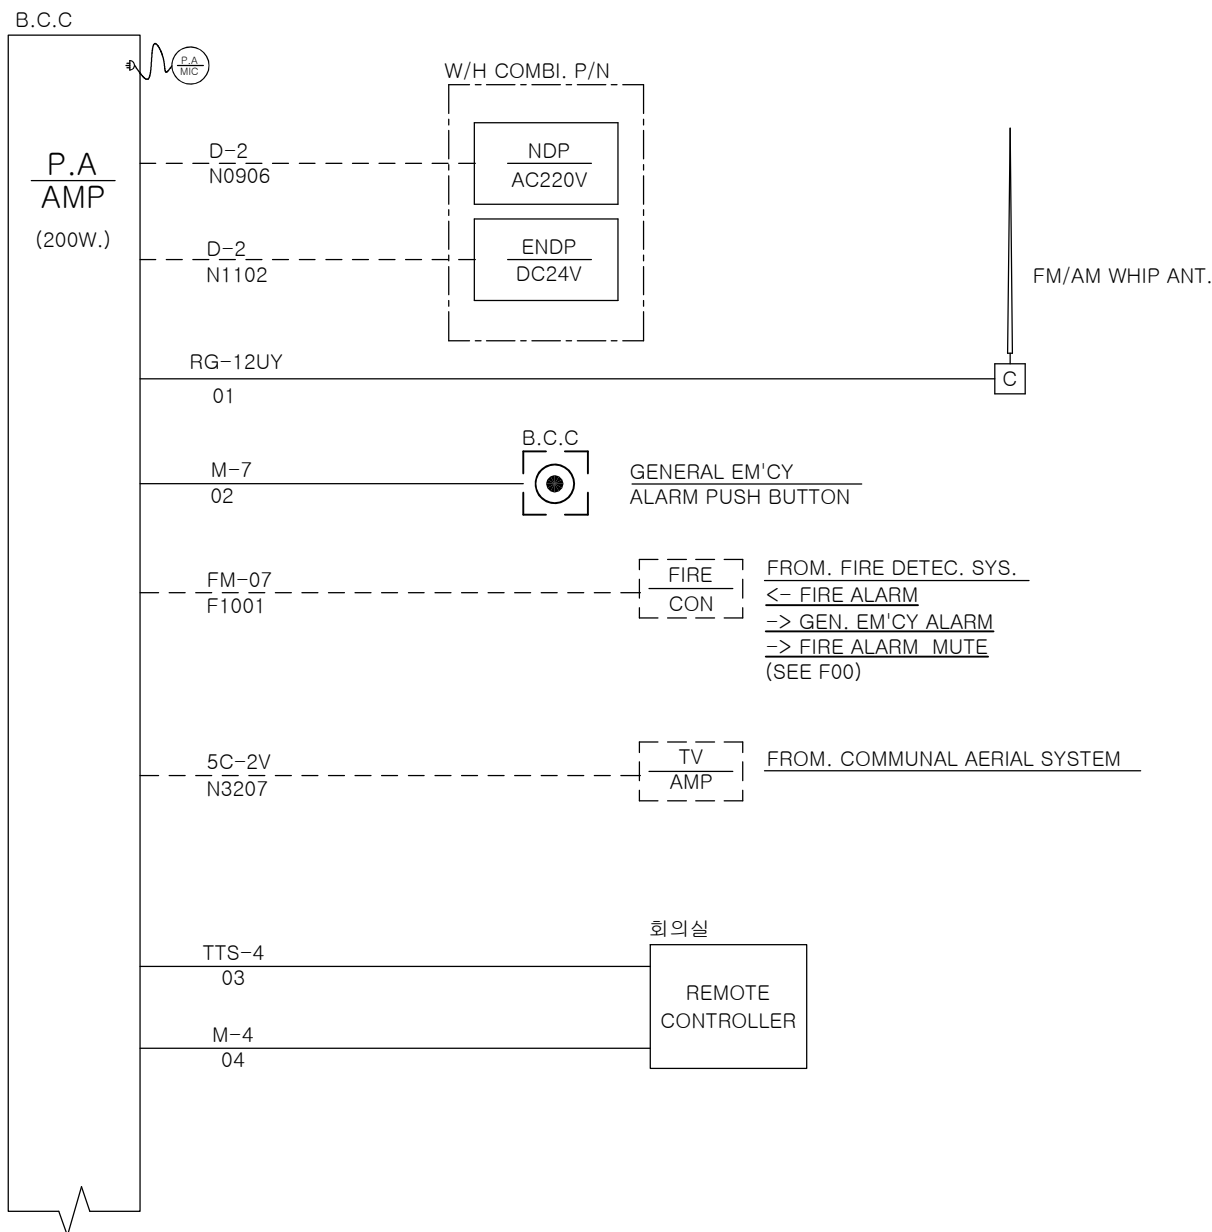 B.C.C
P.A
MIC
W/H COMBI. P/N
P.A
AMP
(200W.)
D-2
N0906
NDP
AC220V
D-2
N1102
ENDP
DC24V
FM/AM WHIP ANT.
RG-12UY
01
C
B.C.C
M-7
02
GENERAL EM'CY
ALARM PUSH BUTTON
FM-07
F1001
FIRE
CON
FROM. FIRE DETEC. SYS.
<- FIRE ALARM
-> GEN. EM'CY ALARM
-> FIRE ALARM  MUTE
(SEE F00)
5C-2V
N3207
TV
AMP
FROM. COMMUNAL AERIAL SYSTEM
회의실
TTS-4
03
REMOTE
CONTROLLER
M-4
04